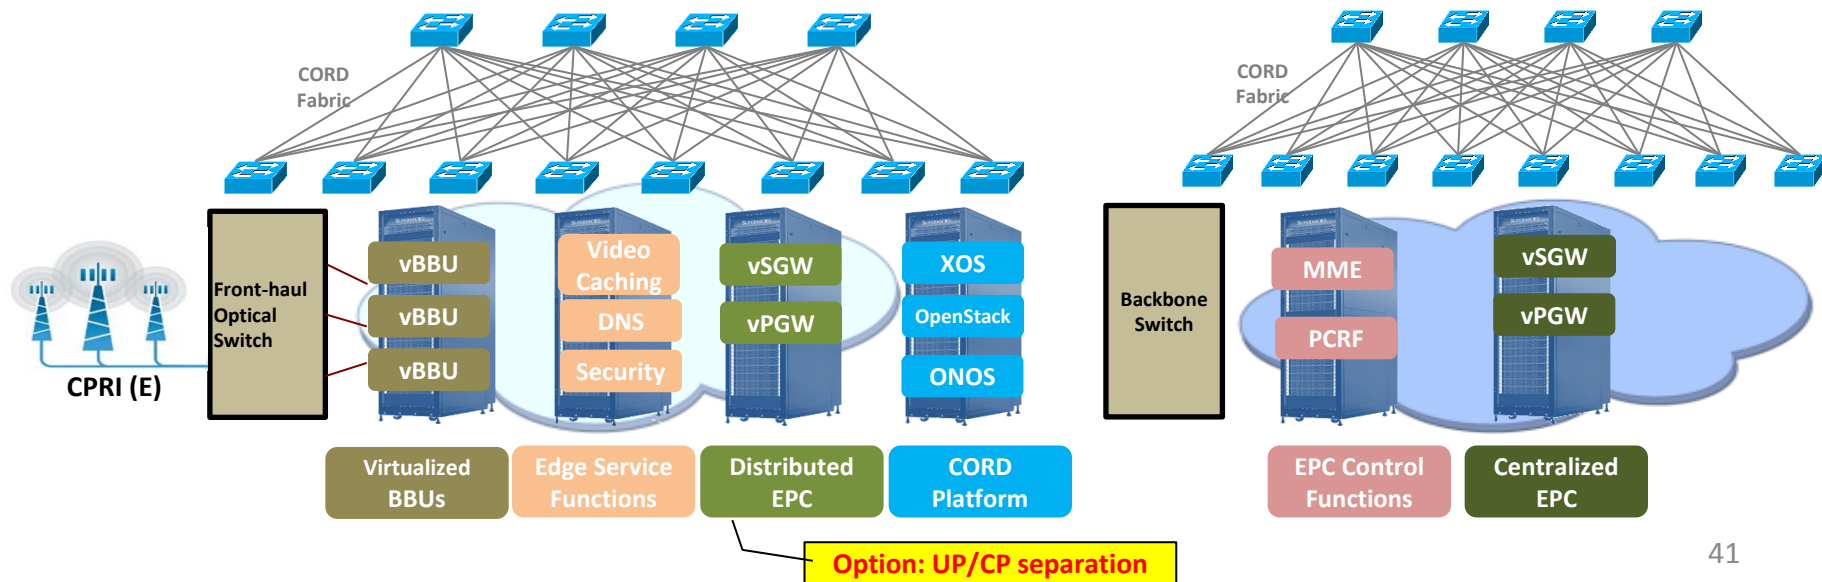 CORD
Fabric
CORD
Fabric
CPRI (E)
Front-haul
Optical
Switch
vBBU
vBBU
vBBU
Video
Caching
DNS
Security
vSGW
vPGW
XOS
OpenStack
ONOS
Backbone
Switch
MME
PCRF
vSGW
vPGW
Virtualized
BBUs
Edge Service
Functions
Distributed
EPC
CORD
Platform
EPC Control
Functions
Centralized
EPC
Option: UP/CP separation
41